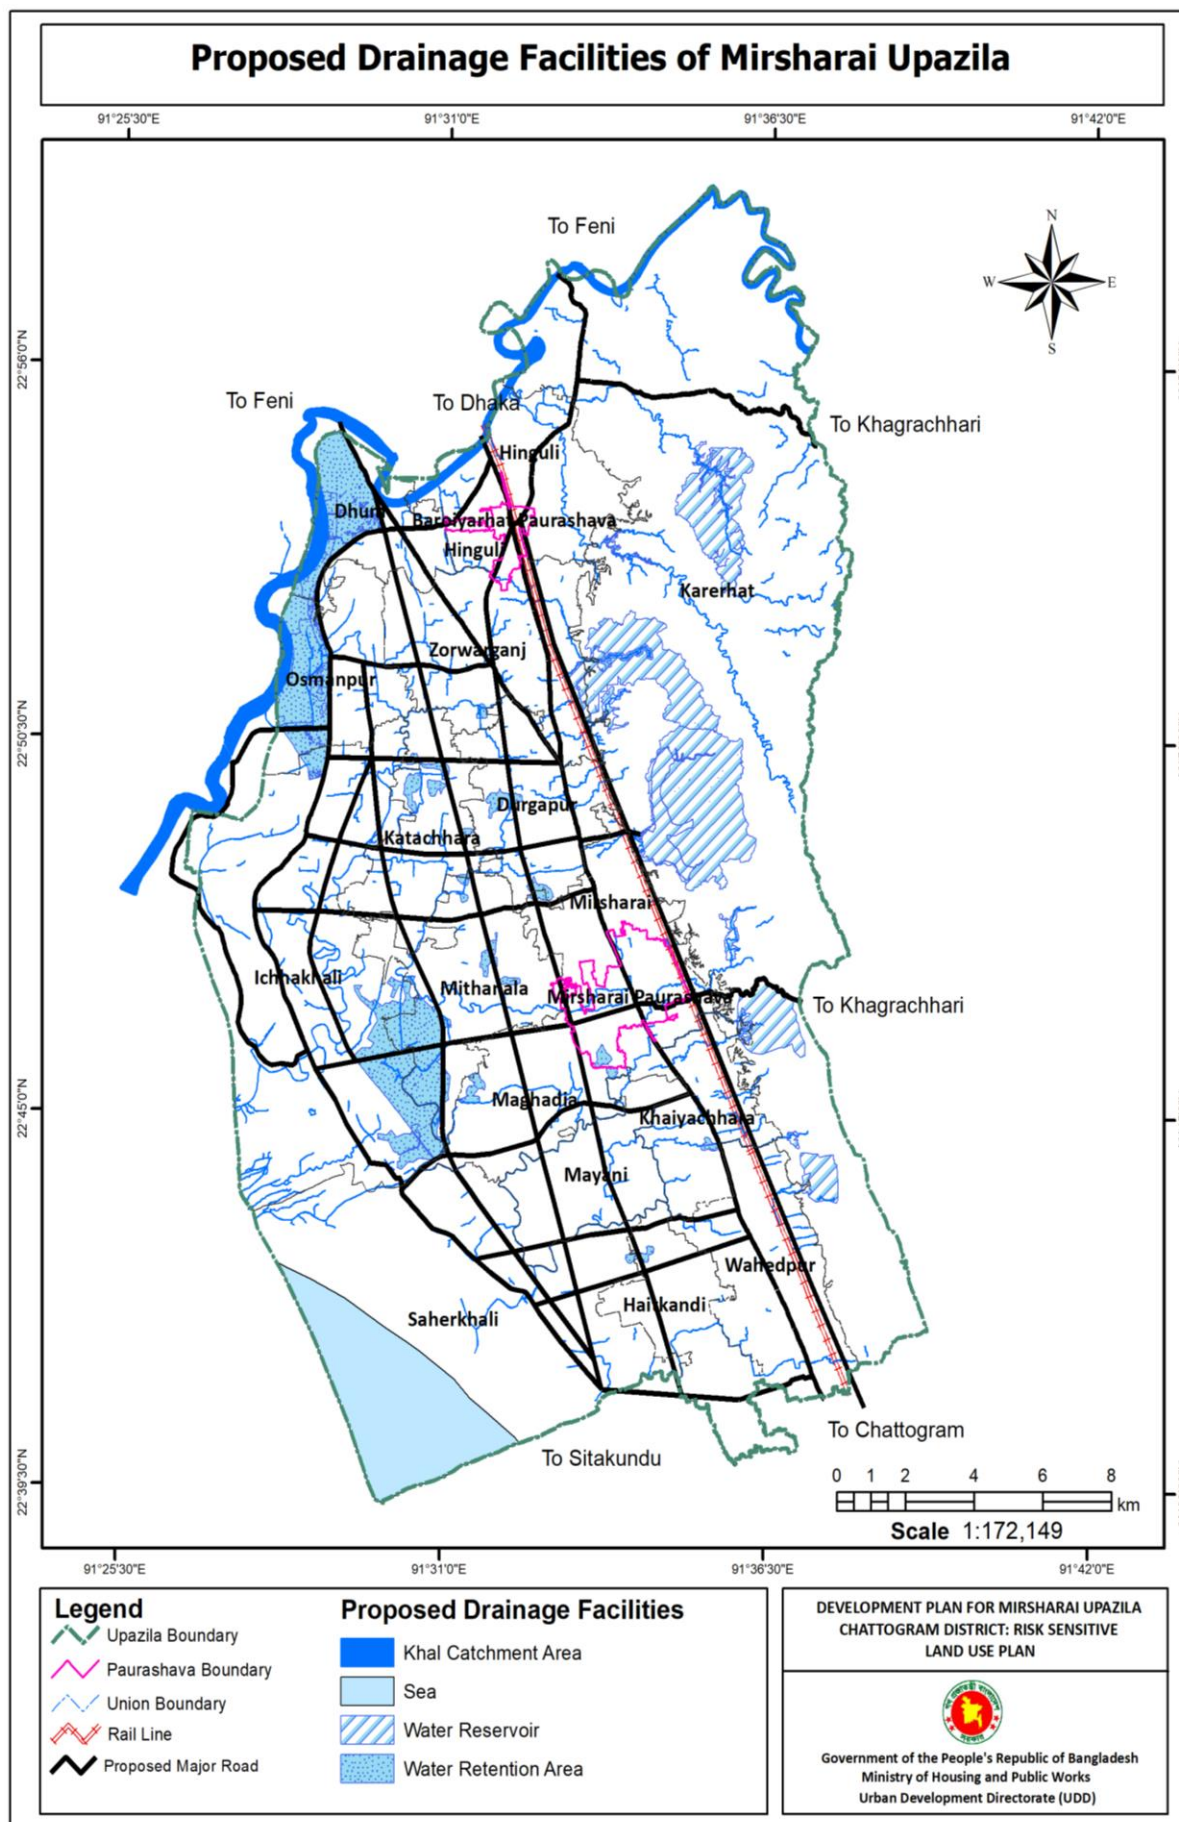 Proposed Drainage Facilities of Mirsharai Upazila
91°25'30"E 91°31'0"E 91°36'30"E 91°42'0"E
To Feni
N
W E
S
22°56'0"N
To Feni
To Dhaka
To Khagrachhari
Hinguli
Dhum
Baroiyarhat Paurashava
Hinguli
Karerhat
Zorwarganj
Osmanpur
22°50'30"N
Durgapur
Katachhara
Mirsharai
Ichhakhali
Mithanala
Mirsharai Paurashava
To Khagrachhari
Maghadia
22°45'0"N
Khaiyachhara
Mayani
Wahedpur
Haitkandi
Saherkhali
To Chattogram
To Sitakundu
22°39'30"N
0 1 2 4 6 8
km
Scale 1:172,149
91°25'30"E 91°31'0"E 91°36'30"E 91°42'0"E
Legend
Upazila Boundary
Paurashava Boundary
Union Boundary
Rail Line
Proposed Major Road
Proposed Drainage Facilities
Khal Catchment Area
Sea
Water Reservoir
Water Retention Area
DEVELOPMENT PLAN FOR MIRSHARAI UPAZILA
CHATTOGRAM DISTRICT: RISK SENSITIVE
LAND USE PLAN
Government of the People's Republic of Bangladesh
Ministry of Housing and Public Works
Urban Development Directorate (UDD)